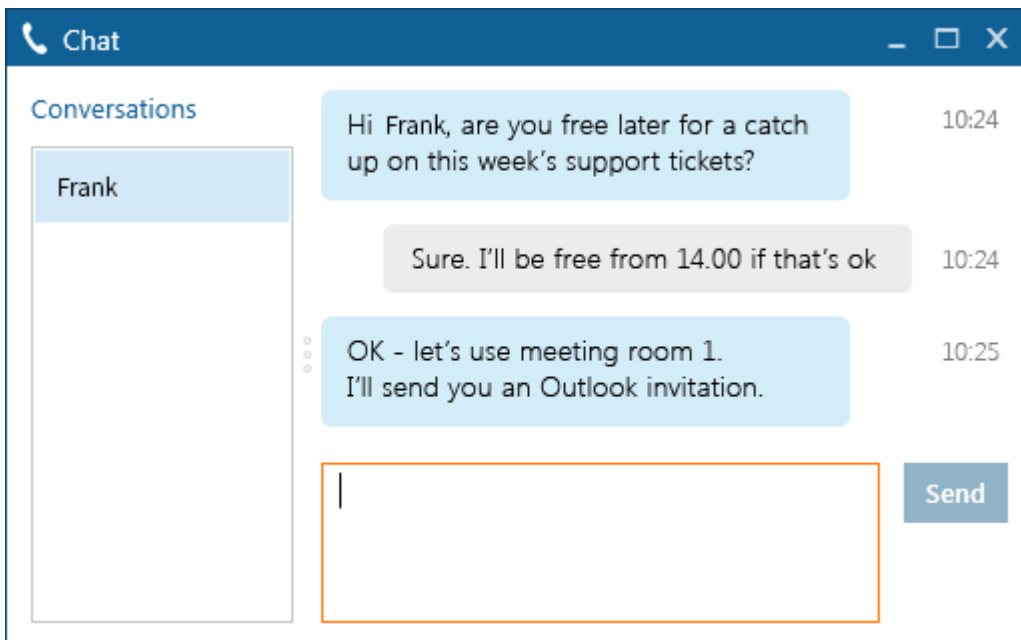 Chat
Conversations
Frank
Hi Frank, are you free later for a catch
up on this week's support tickets?
10:24
Sure. I'll be free from 14.00 if that's ok
10:24
OK - let's use meeting room 1.
I'll send you an Outlook invitation.
10:25
Send